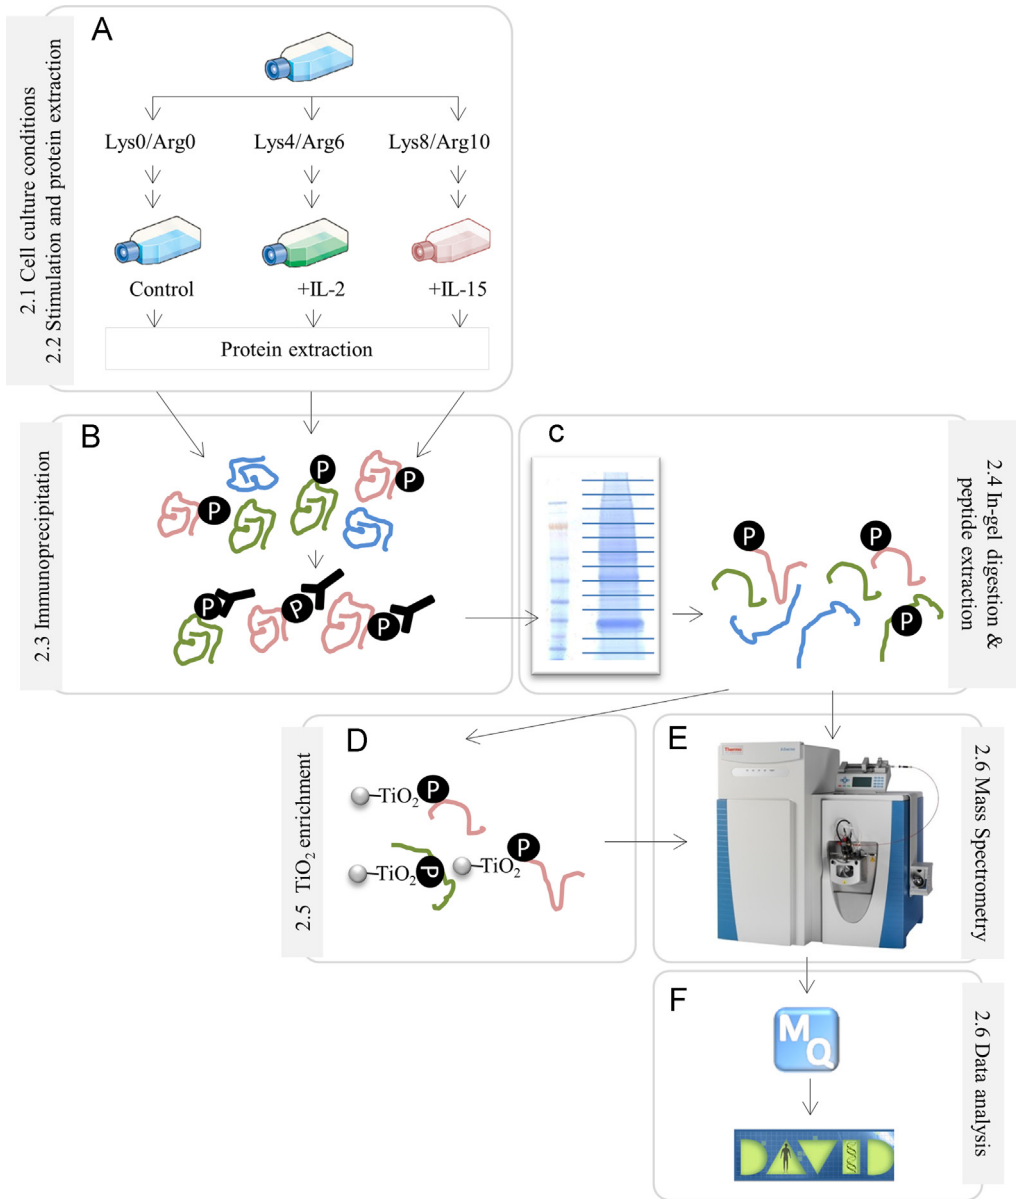 A
2.1 Cell culture conditions
2.2 Stimulation and protein extraction
Lys0/Arg0 Lys4/Arg6 Lys8/Arg10
Control +IL-2 +IL-15
Protein extraction
B
2.3 Immunoprecipitation
P
P
P
P
P
P
C
2.4 In-gel digestion &
peptide extraction
P
P
P
D
2.5 TiO₂ enrichment
TiO₂ P
TiO₂ P
TiO₂ P
E
2.6 Mass Spectrometry
Thermo
F
2.6 Data analysis
MQ
DAVID